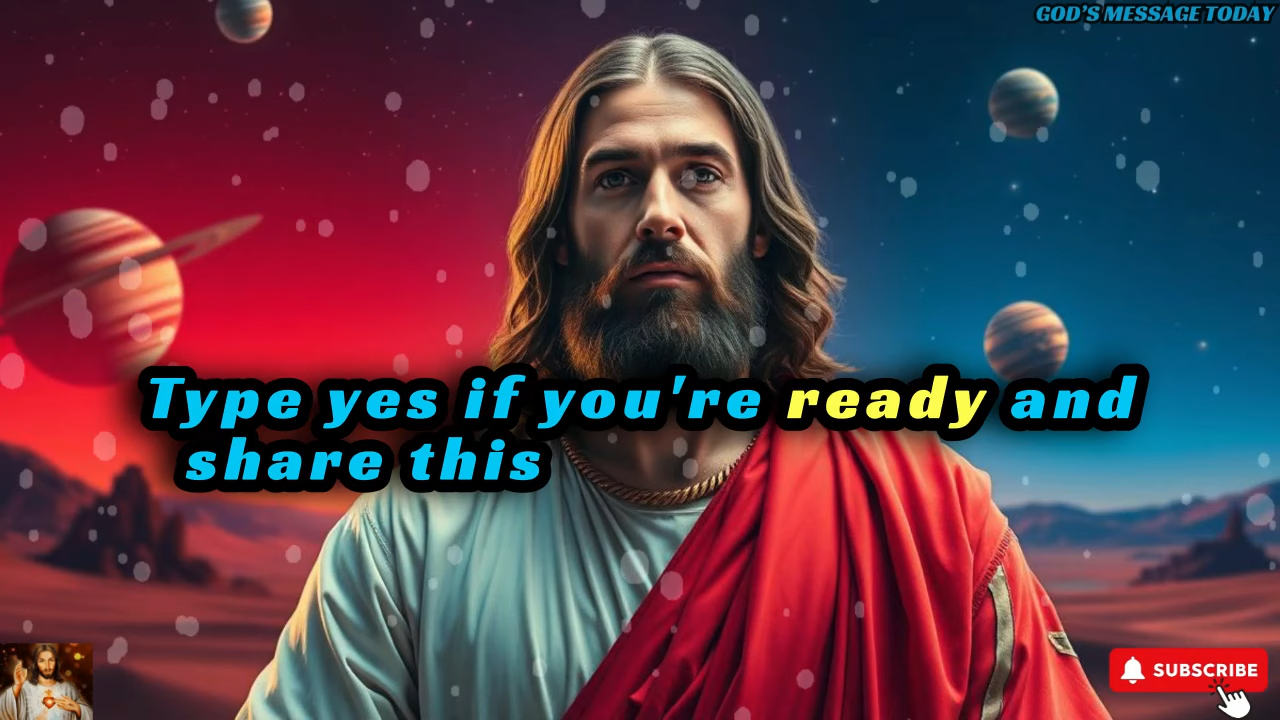 GOD'S MESSAGE TODAY
Type yes if you're ready and
share this
SUBSCRIBE